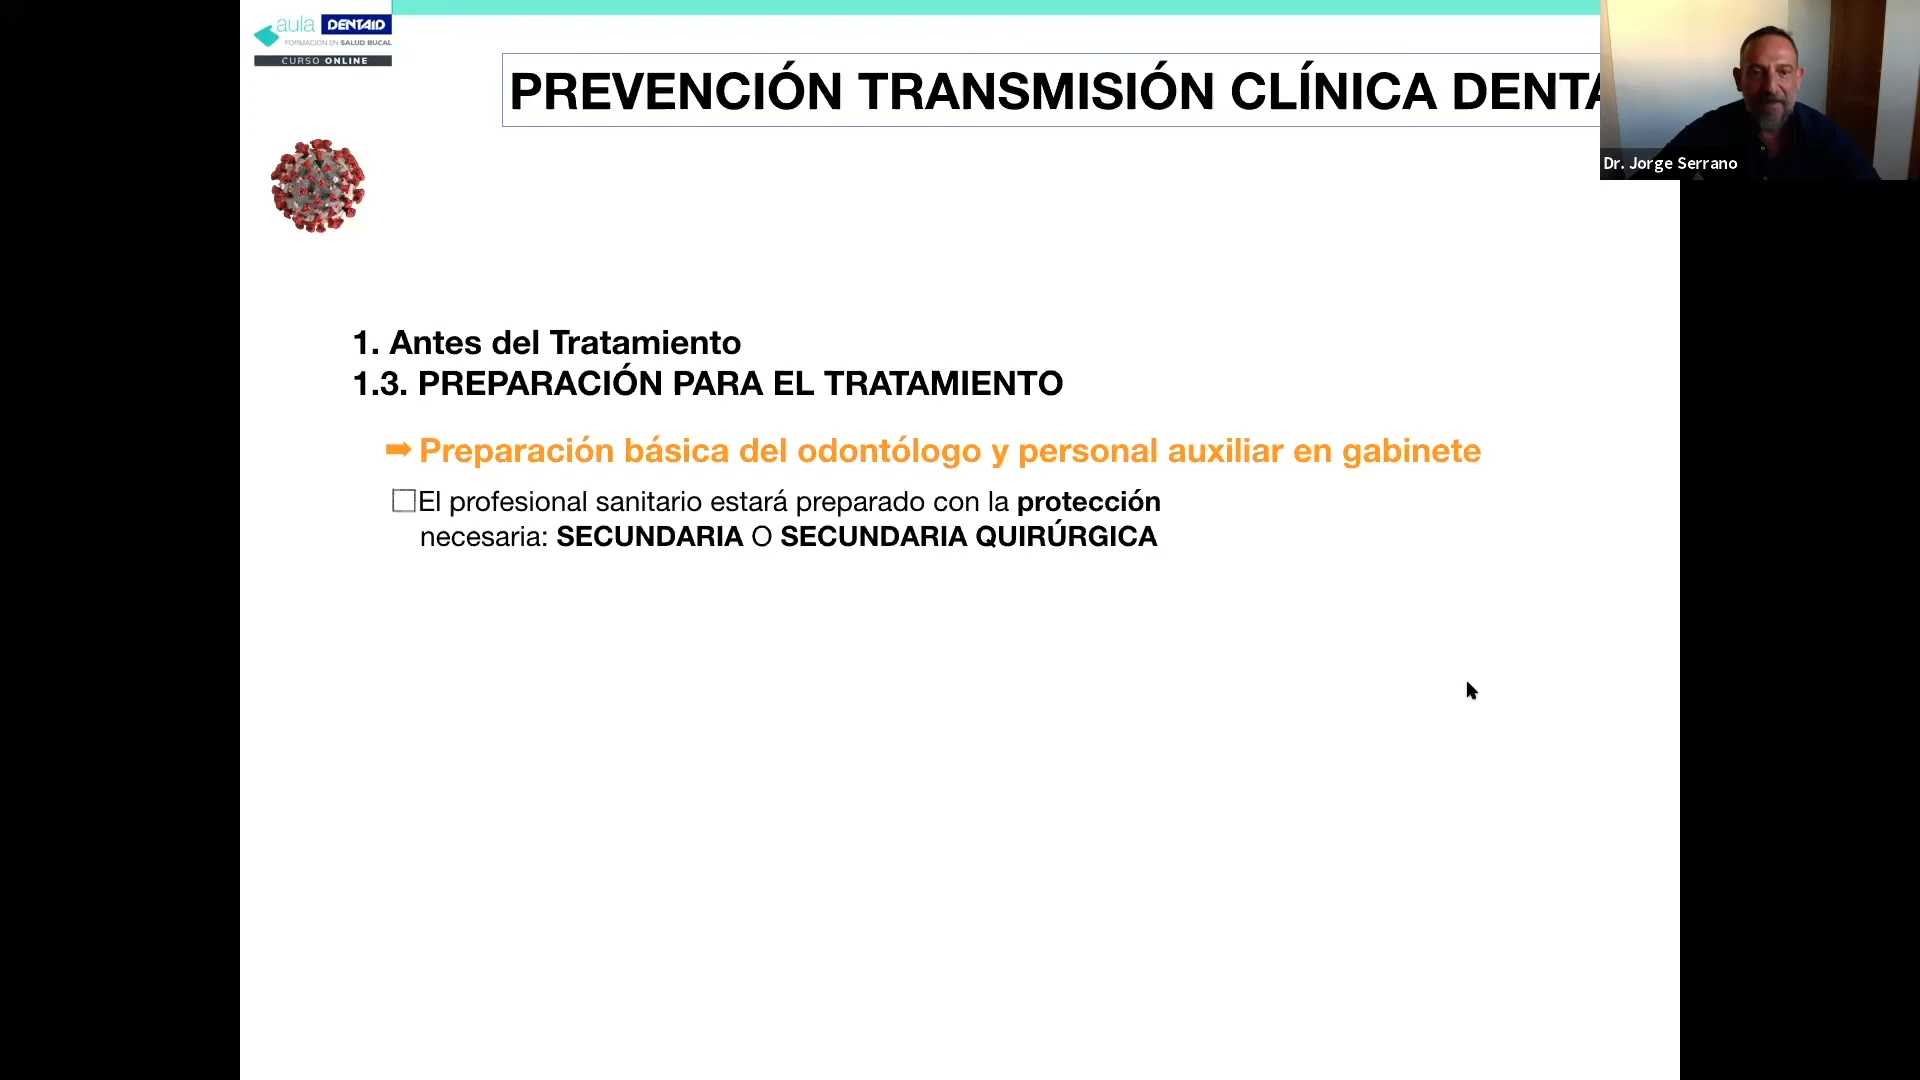 aula DENTAID
FORMACIÓN EN SALUD BUCAL
CURSO ONLINE
PREVENCIÓN TRANSMISIÓN CLÍNICA DENTA
Dr. Jorge Serrano
1. Antes del Tratamiento
1.3. PREPARACIÓN PARA EL TRATAMIENTO
➡ Preparación básica del odontólogo y personal auxiliar en gabinete
☐ El profesional sanitario estará preparado con la protección
necesaria: SECUNDARIA O SECUNDARIA QUIRÚRGICA